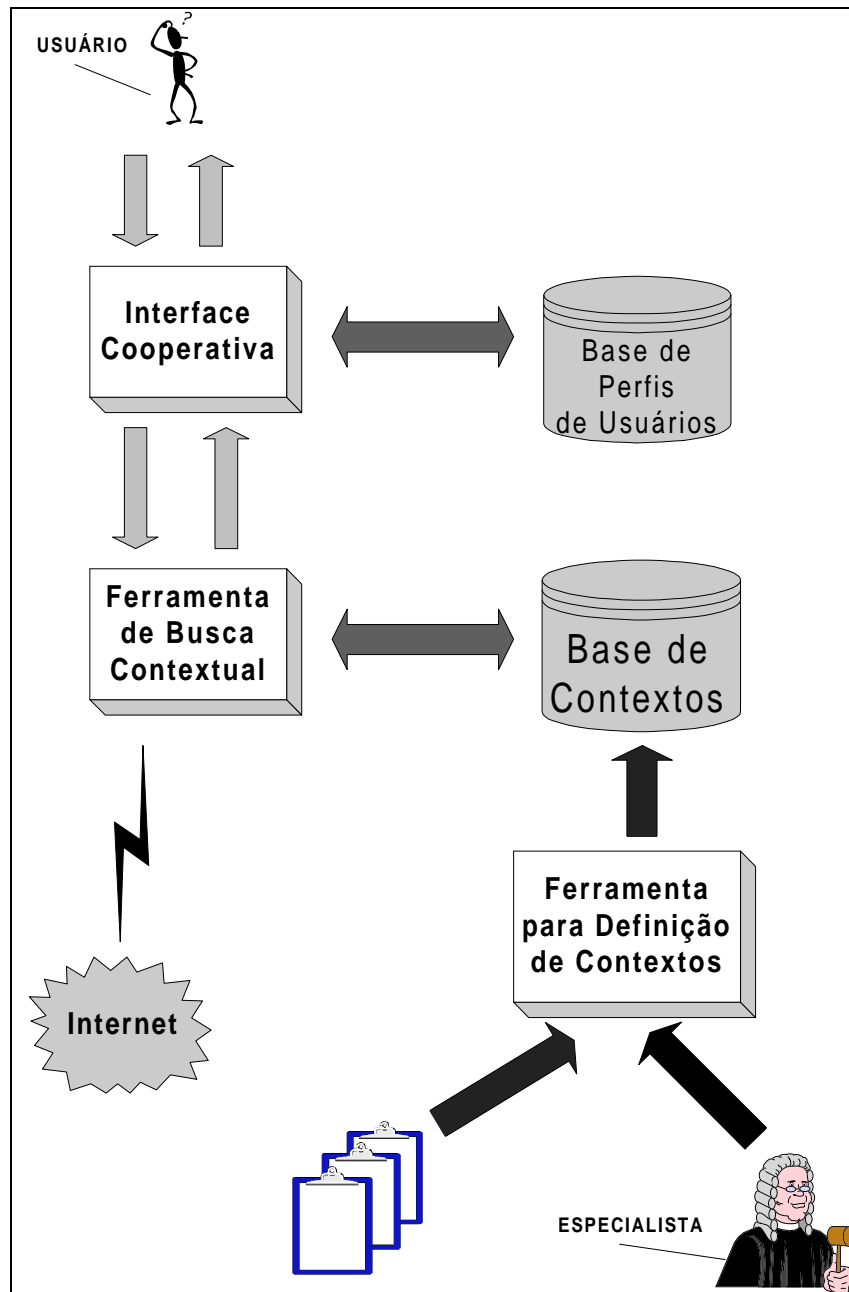 USUÁRIO
?
Interface
Cooperativa
Base de
Perfis
de Usuários
Ferramenta
de Busca
Contextual
Base de
Contextos
Ferramenta
para Definição
de Contextos
Internet
ESPECIALISTA